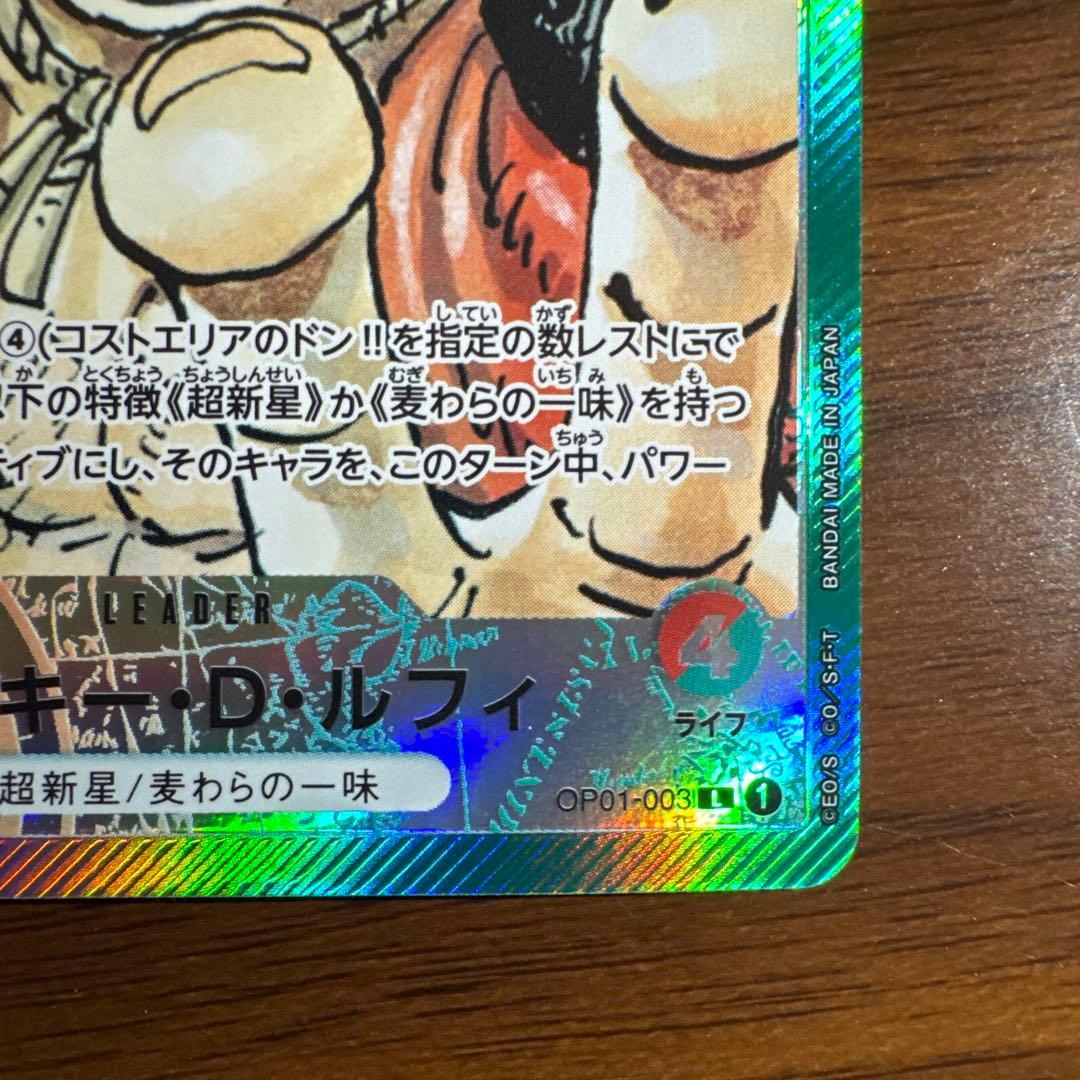 ④(コストエリアのドン!!を指定の数レストにで
下の特徴《超新星》か《麦わらの一味》を持つ
ティブにし、そのキャラを、このターン中、パワー
LEADER
キー・D・ルフィ
4
ライフ
超新星/麦わらの一味
OP01-003 L 1
©EO/S CO/S·F·T BANDAI MADE IN JAPAN